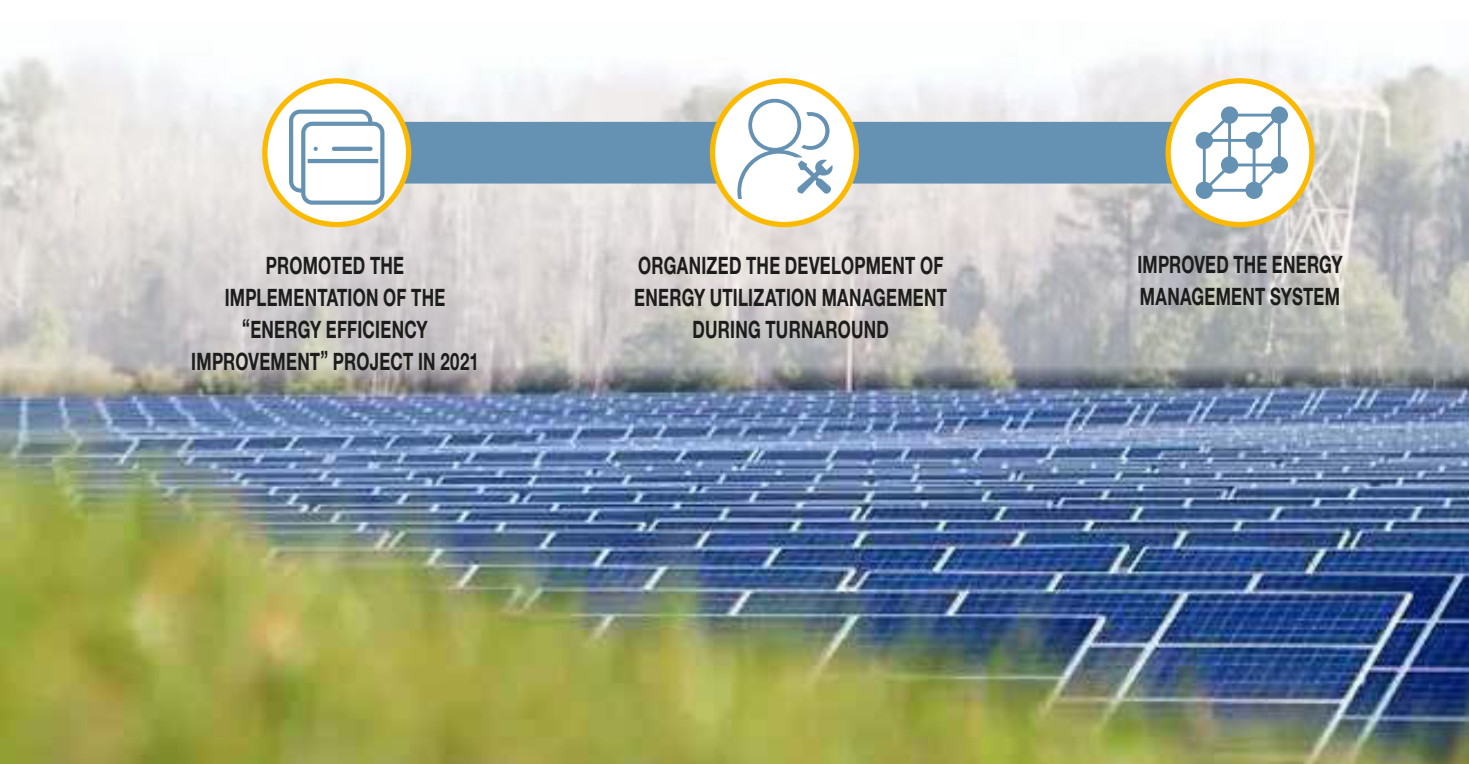 PROMOTED THE
IMPLEMENTATION OF THE
“ENERGY EFFICIENCY
IMPROVEMENT” PROJECT IN 2021
ORGANIZED THE DEVELOPMENT OF
ENERGY UTILIZATION MANAGEMENT
DURING TURNAROUND
IMPROVED THE ENERGY
MANAGEMENT SYSTEM